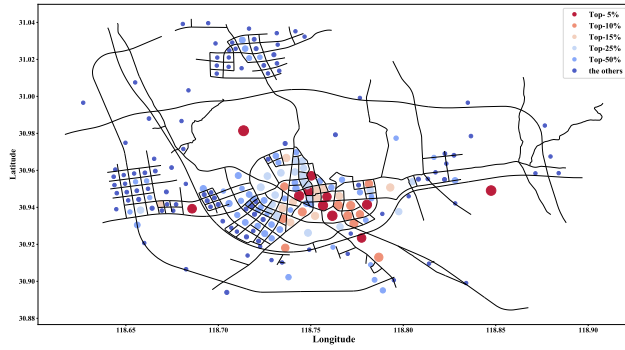 31.04
31.02
31.00
30.98
30.96
30.94
30.92
30.90
30.88
Latitude
118.65
118.70
118.75
118.80
118.85
118.90
Longitude
Top- 5%
Top-10%
Top-15%
Top-25%
Top-50%
the others